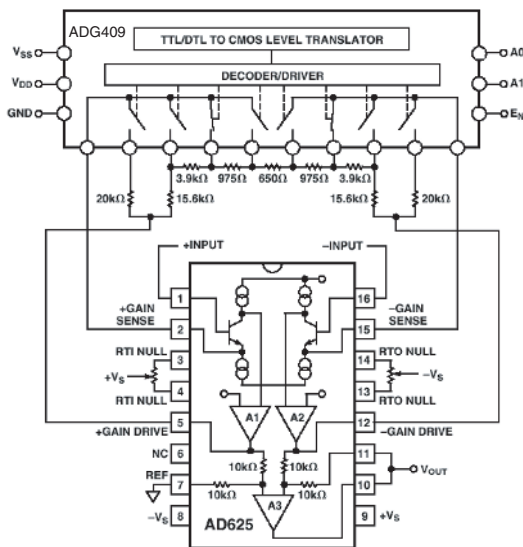 ADG409
TTL/DTL TO CMOS LEVEL TRANSLATOR
DECODER/DRIVER
VSS
VDD
GND
A0
A1
EN
3.9kΩ 975Ω 650Ω 975Ω 3.9kΩ
20kΩ 15.6kΩ 15.6kΩ 20kΩ
+INPUT –INPUT
1 16
+GAIN SENSE 2 15 –GAIN SENSE
RTI NULL 3 14 RTO NULL
+VS –VS
RTI NULL 4 13 RTO NULL
A1 A2
+GAIN DRIVE 5 12 –GAIN DRIVE
NC 6 11
10kΩ 10kΩ
VOUT
REF 7 10
10kΩ 10kΩ
A3
–VS 8 9 +VS
AD625